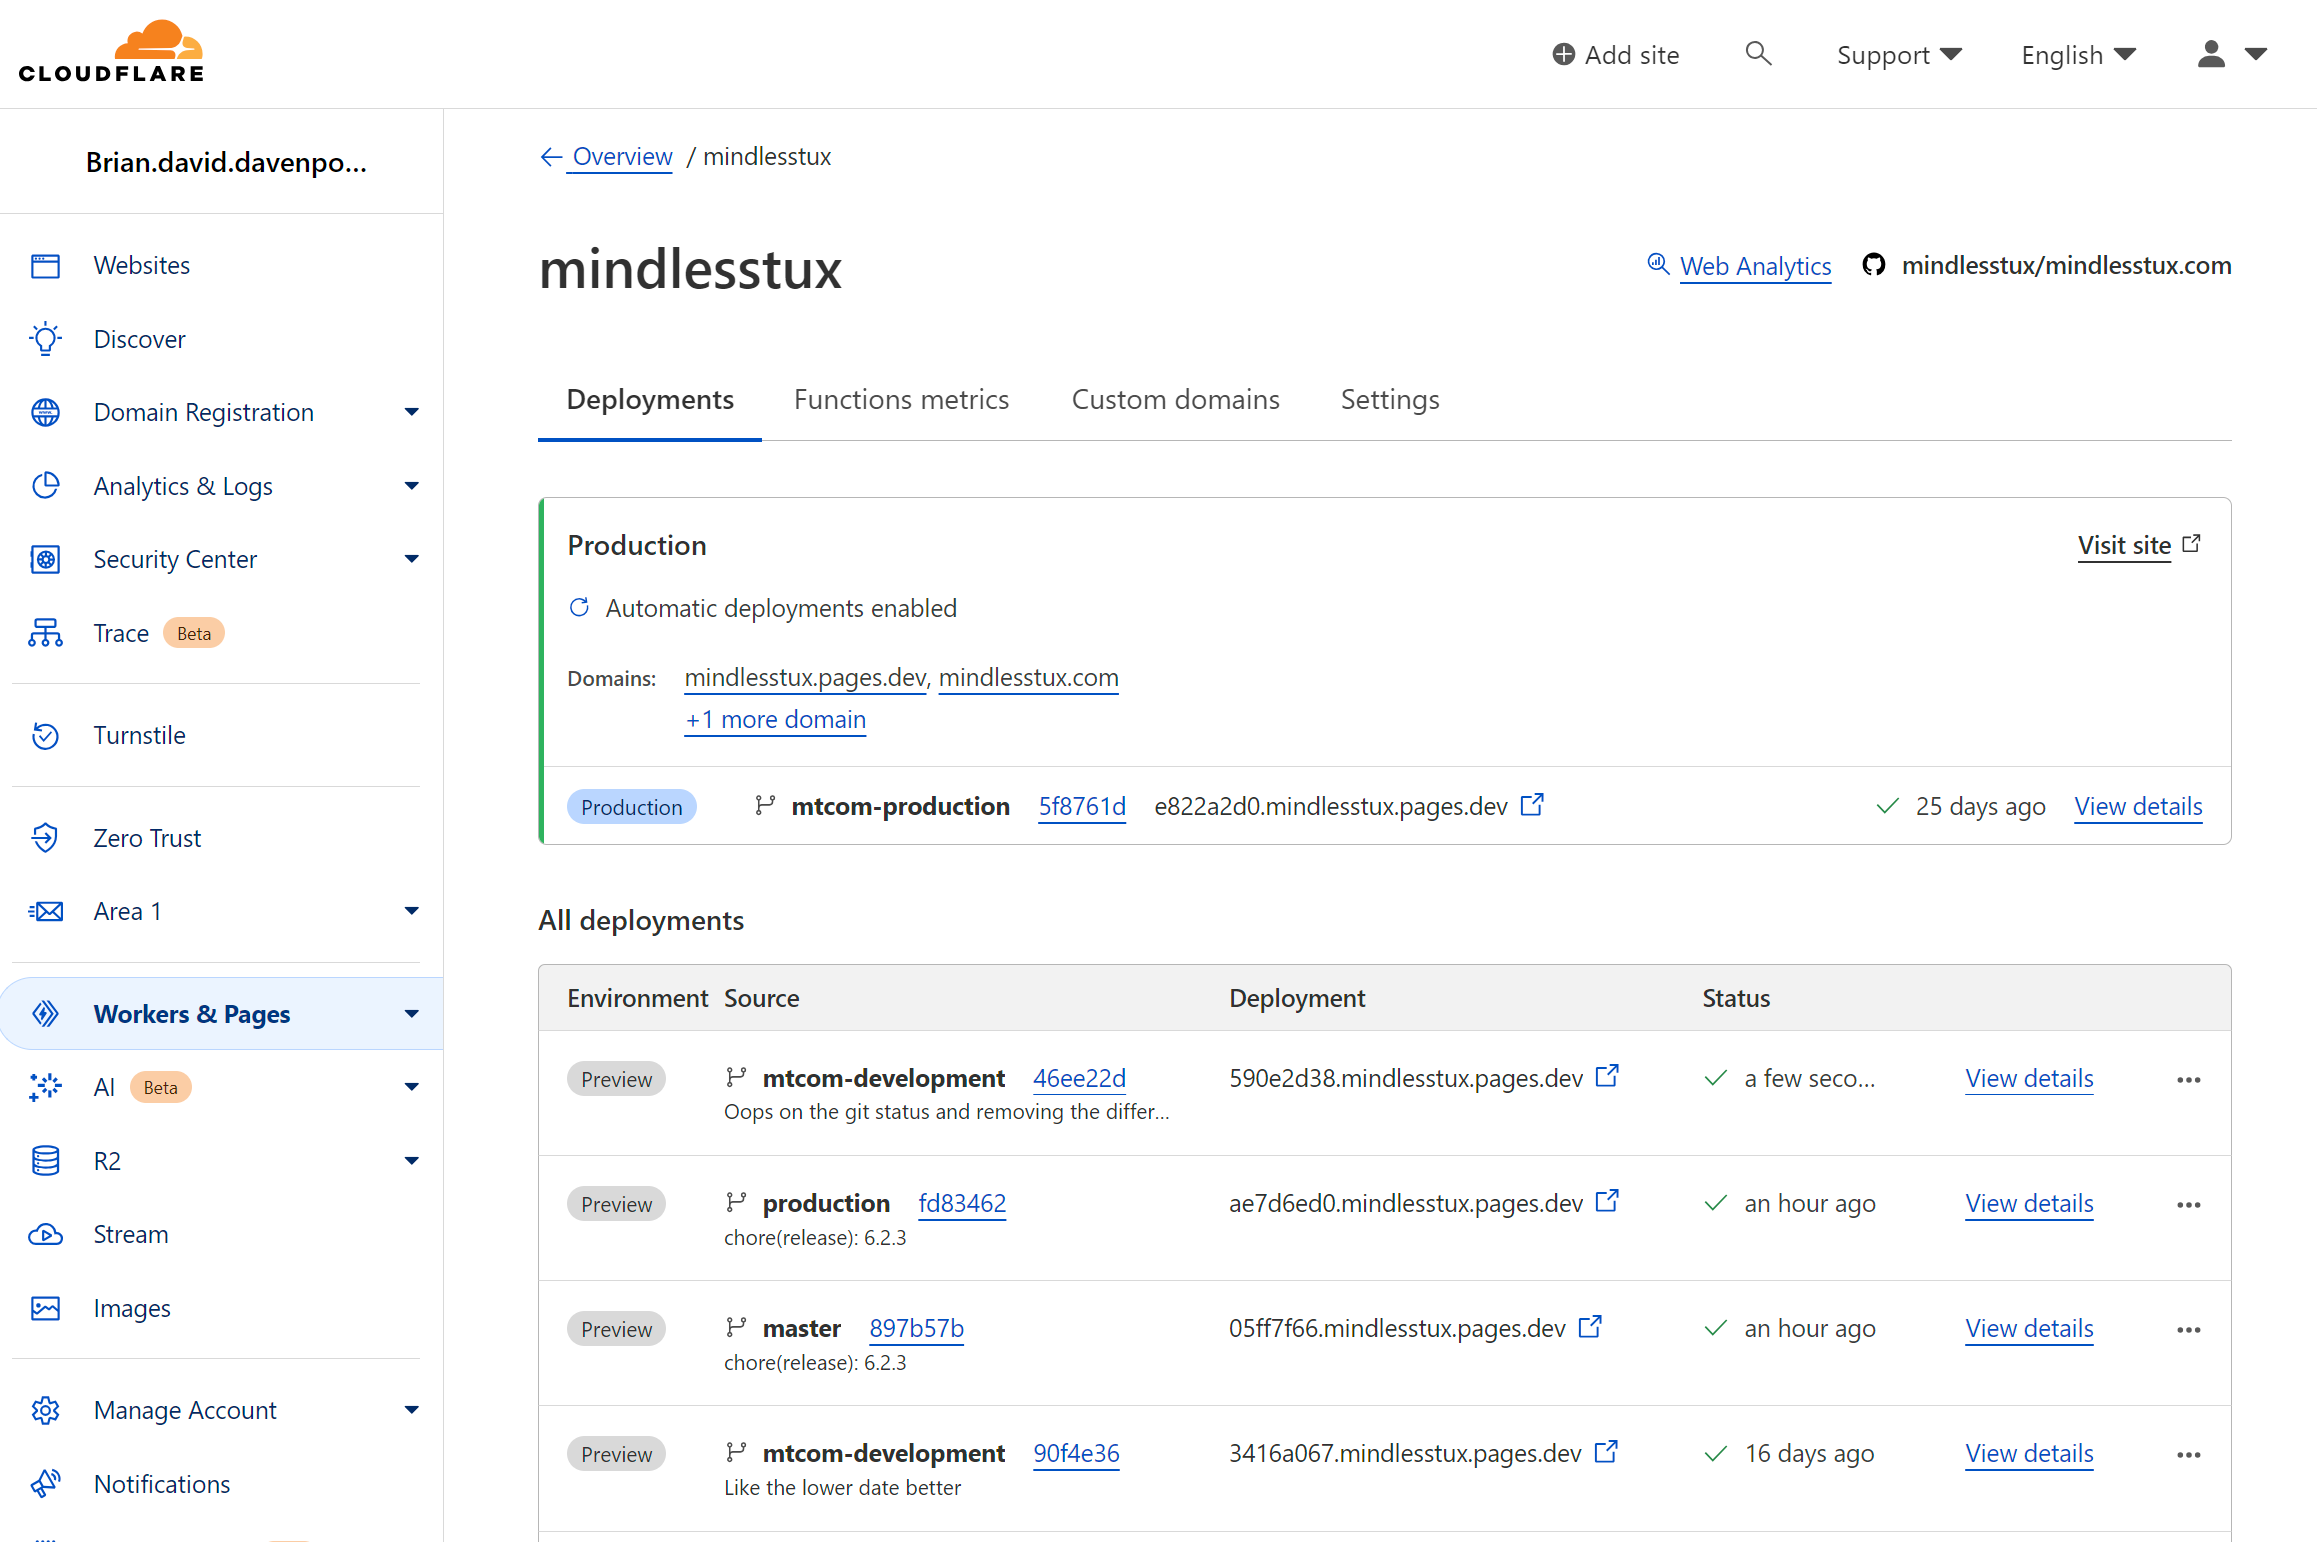 CLOUDFLARE
Add site
Support
English
Brian.david.davenpo...
Websites
Discover
Domain Registration
Analytics & Logs
Security Center
Trace Beta
Turnstile
Zero Trust
Area 1
Workers & Pages
AI Beta
R2
Stream
Images
Manage Account
Notifications
← Overview / mindlesstux
mindlesstux
Web Analytics mindlesstux/mindlesstux.com
Deployments Functions metrics Custom domains Settings
Production Visit site
Automatic deployments enabled
Domains: mindlesstux.pages.dev, mindlesstux.com
+1 more domain
Production mtcom-production 5f8761d e822a2d0.mindlesstux.pages.dev 25 days ago View details
All deployments
Environment Source Deployment Status
Preview mtcom-development 46ee22d 590e2d38.mindlesstux.pages.dev a few seco... View details ...
Oops on the git status and removing the differ...
Preview production fd83462 ae7d6ed0.mindlesstux.pages.dev an hour ago View details ...
chore(release): 6.2.3
Preview master 897b57b 05ff7f66.mindlesstux.pages.dev an hour ago View details ...
chore(release): 6.2.3
Preview mtcom-development 90f4e36 3416a067.mindlesstux.pages.dev 16 days ago View details ...
Like the lower date better